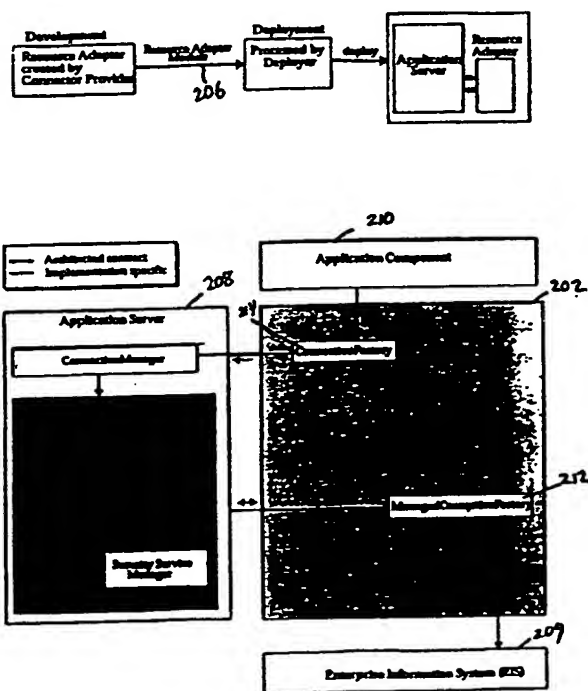 Development
Resource Adapter
created by
Connector Provider
Resource Adapter
Module
206
Deployment
Processed by
Deployer
deploy
Application
Server
Resource
Adapter
Architected contract
Implementation specific
208
Application Server
ConnectionManager
Security Service
Manager
210
Application Component
202
ConnectionFactory
212
204
Enterprise Information System (EIS)